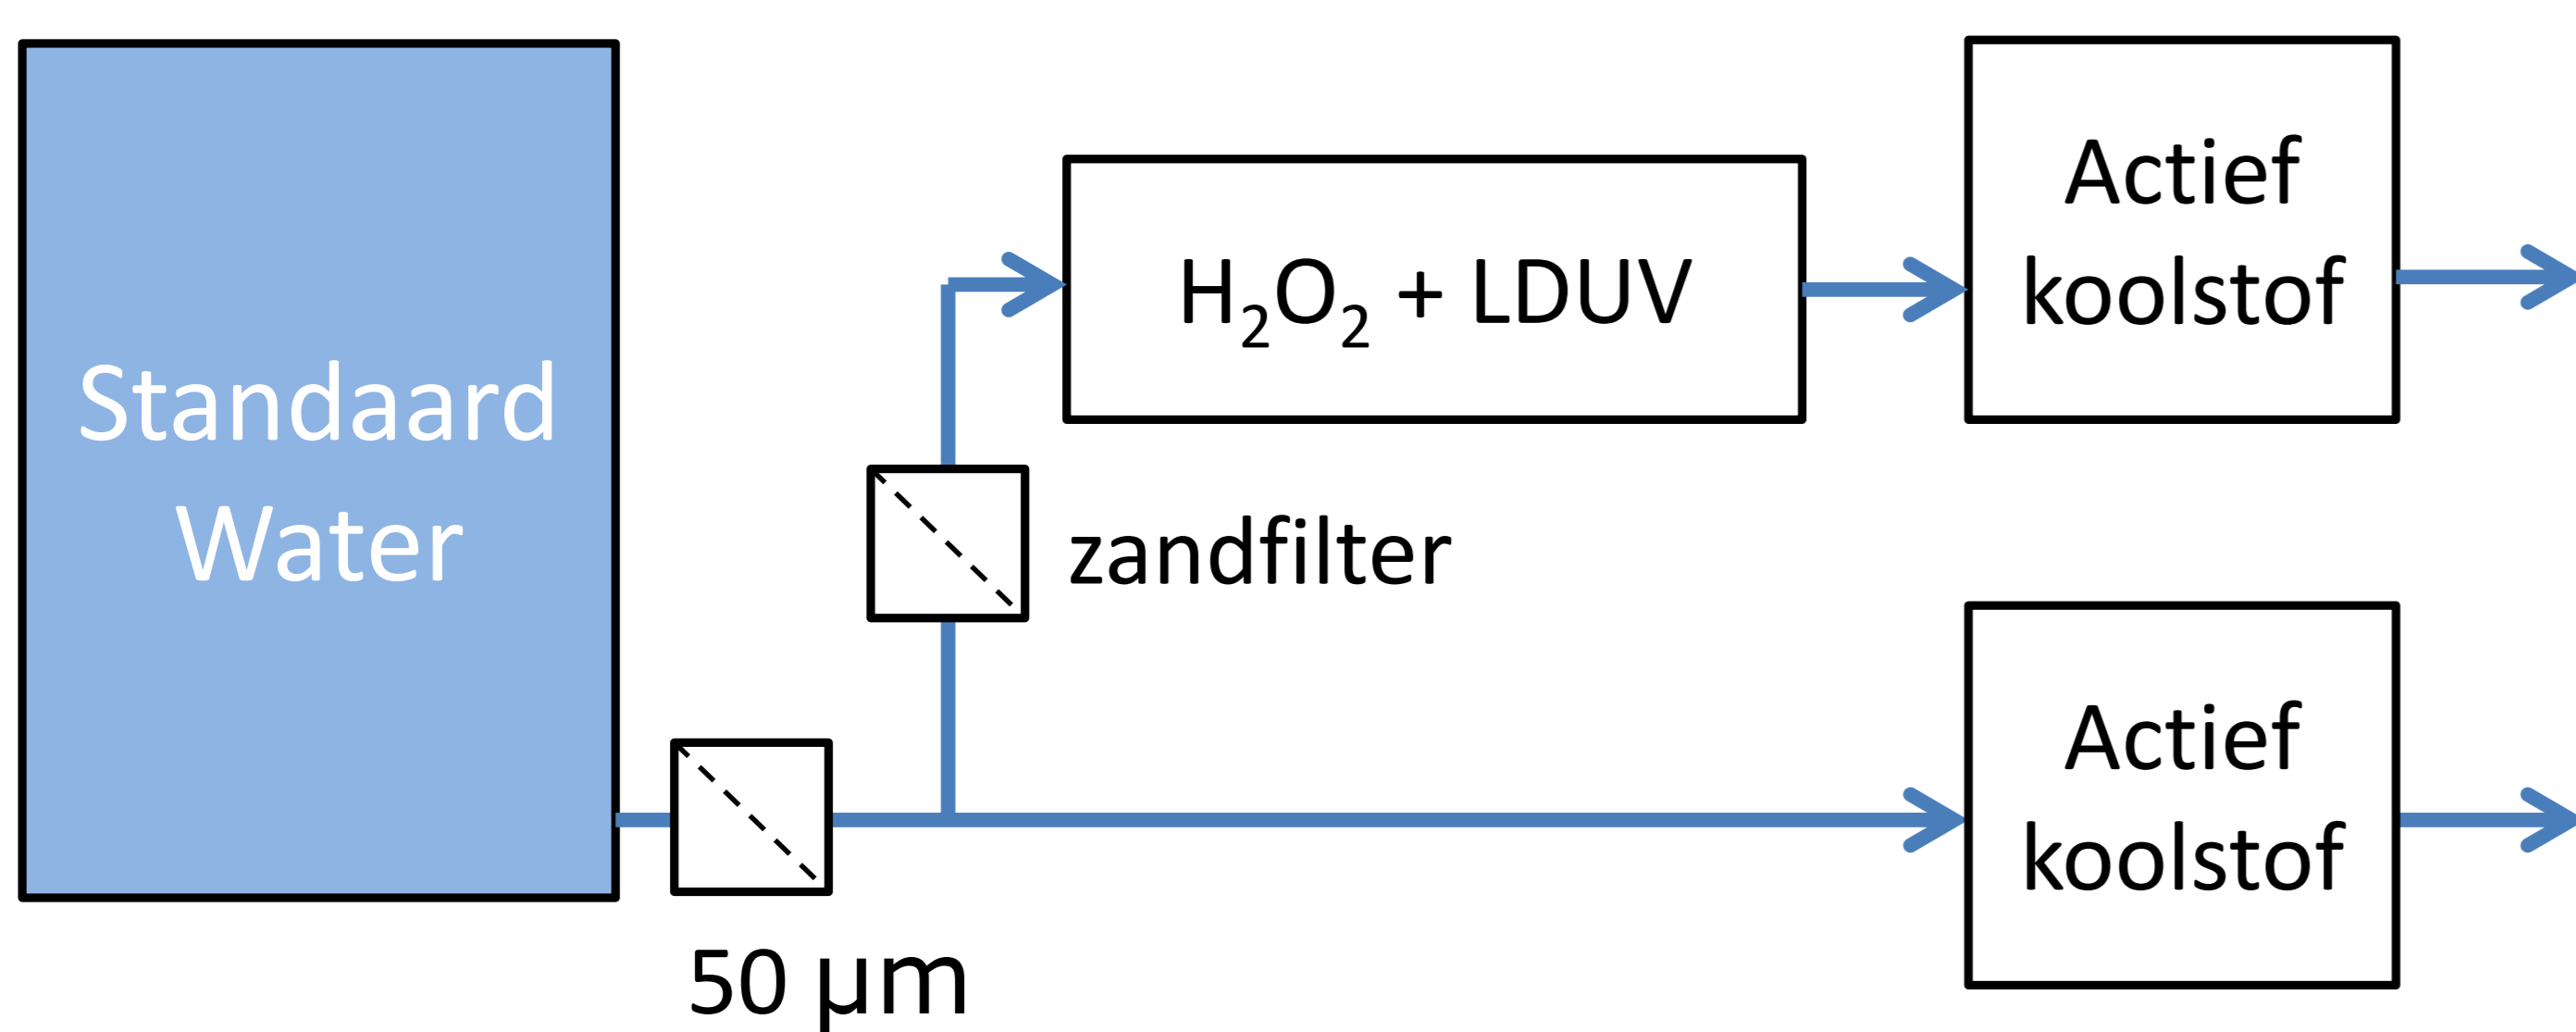 Standaard
Water
50 µm
zandfilter
H₂O₂ + LDUV
Actief
koolstof
Actief
koolstof